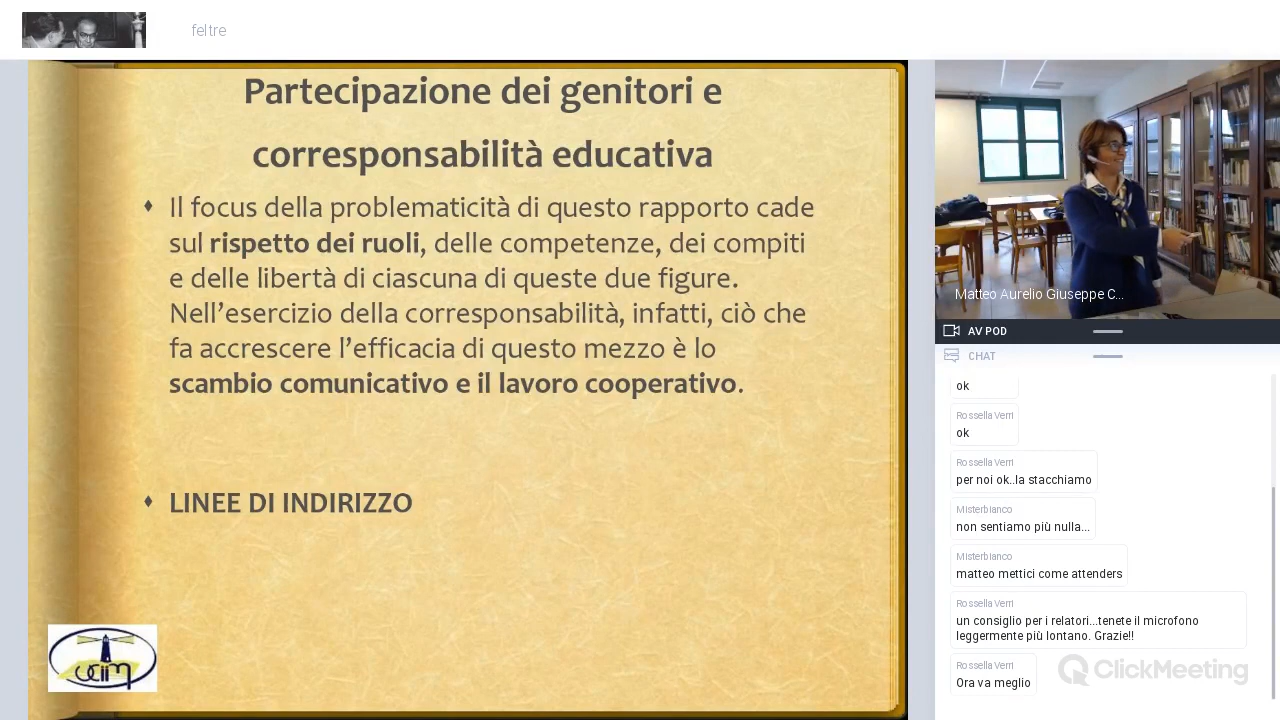 feltre
Partecipazione dei genitori e
corresponsabilità educativa
Il focus della problematicità di questo rapporto cade
sul rispetto dei ruoli, delle competenze, dei compiti
e delle libertà di ciascuna di queste due figure.
Nell'esercizio della corresponsabilità, infatti, ciò che
fa accrescere l'efficacia di questo mezzo è lo
scambio comunicativo e il lavoro cooperativo.
LINEE DI INDIRIZZO
uciim
Matteo Aurelio Giuseppe C...
AV POD
CHAT
ok
Rossella Verri
ok
Rossella Verri
per noi ok..la stacchiamo
Misterbianco
non sentiamo più nulla...
Misterbianco
matteo mettici come attenders
Rossella Verri
un consiglio per i relatori...tenete il microfono
leggermente più lontano. Grazie!!
Rossella Verri
Ora va meglio
ClickMeeting